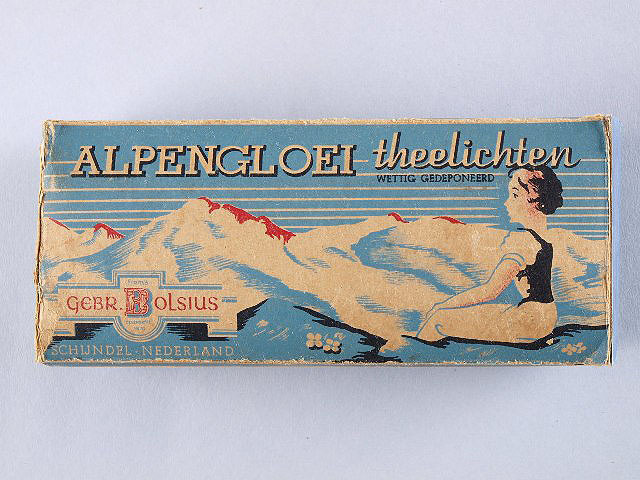 ALPENGLOEI theelichten
WETTIG GEDEPONEERD
GEBR. BOLSIUS
SCHIJNDEL - NEDERLAND